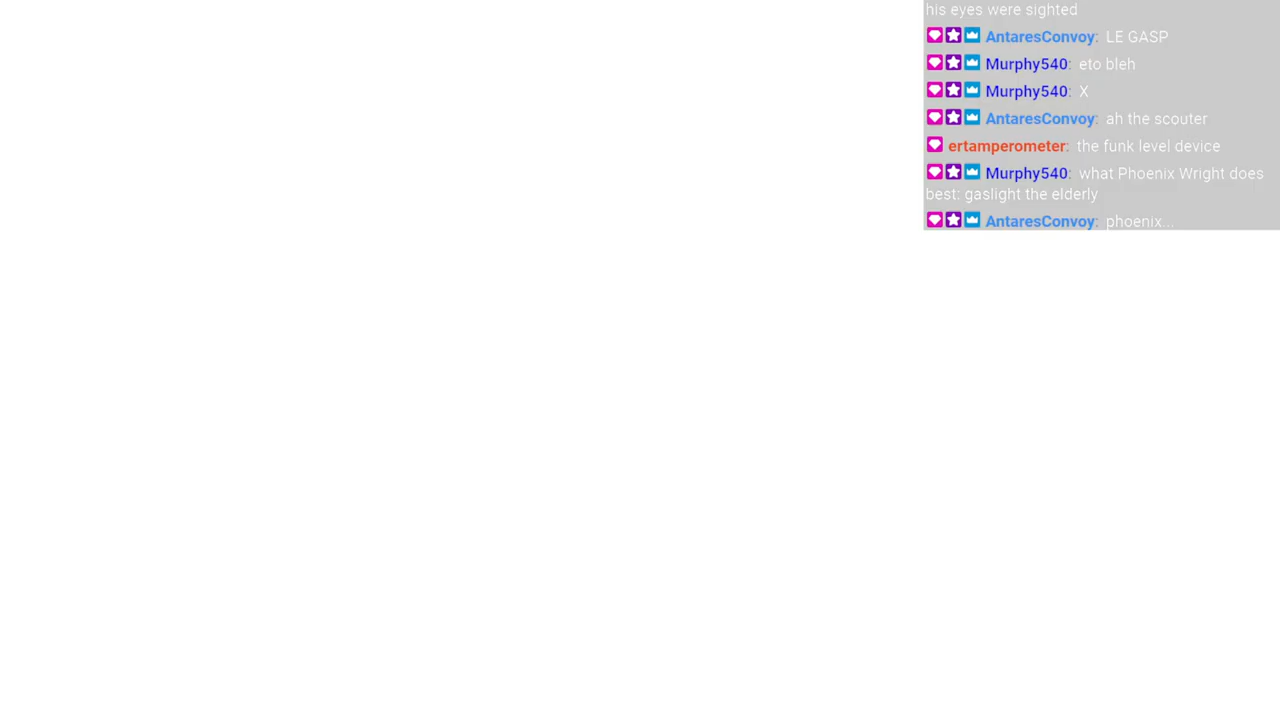 his eyes were sighted
AntaresConvoy: LE GASP
Murphy540: eto bleh
Murphy540: X
AntaresConvoy: ah the scouter
ertamperometer: the funk level device
Murphy540: what Phoenix Wright does
best: gaslight the elderly
AntaresConvoy: phoenix...